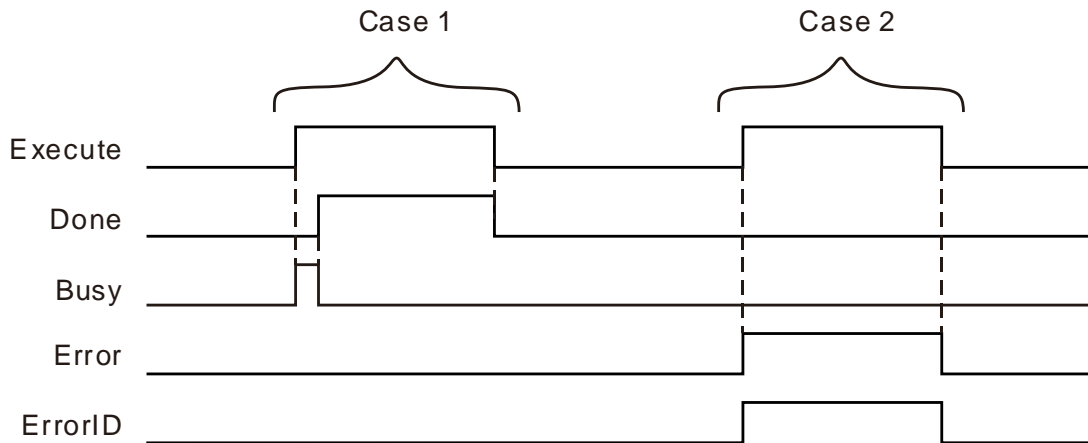 Case 1
Case 2
Execute
Done
Busy
Error
ErrorID